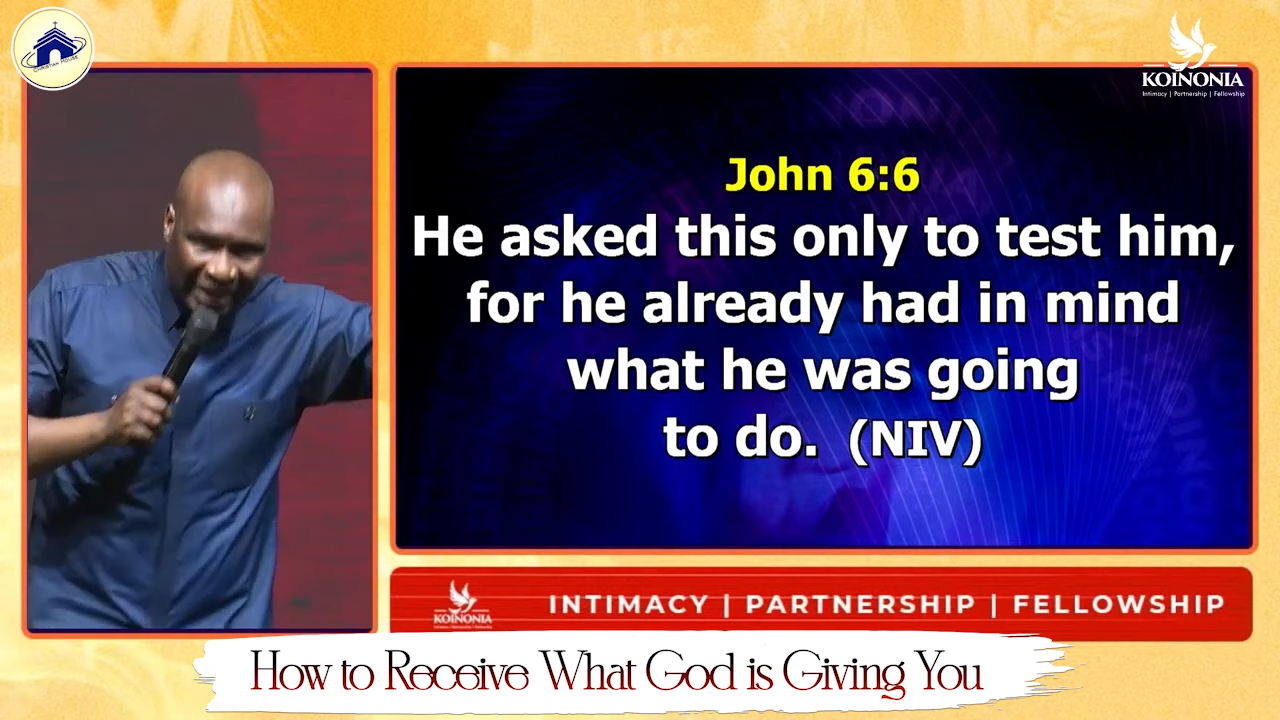 CHRISTIAN HOUSE
KOINONIA
Intimacy | Partnership | Fellowship
John 6:6
He asked this only to test him,
for he already had in mind
what he was going
to do. (NIV)
KOINONIA
INTIMACY | PARTNERSHIP | FELLOWSHIP
How to Receive What God is Giving You